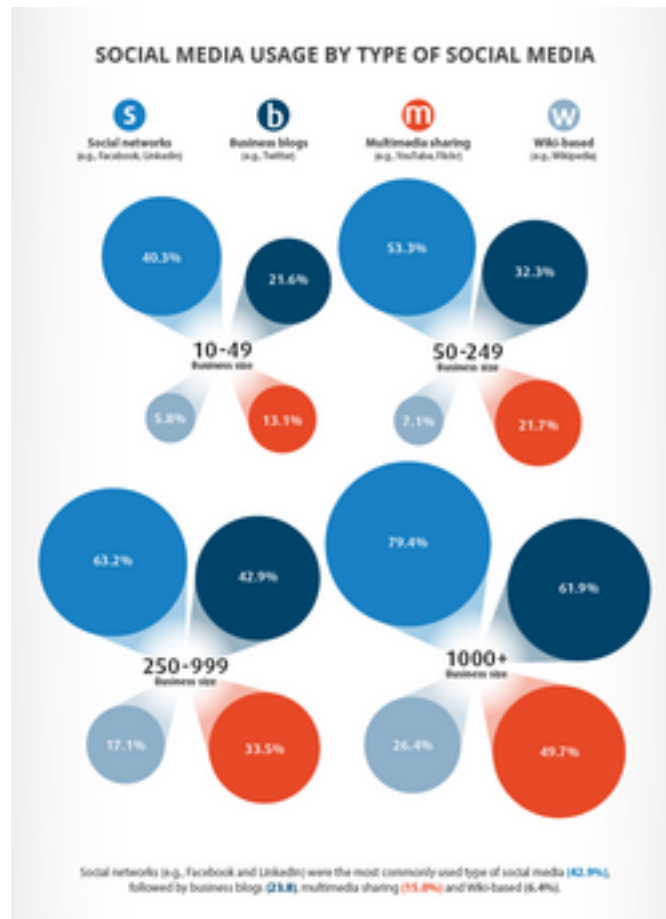 SOCIAL MEDIA USAGE BY TYPE OF SOCIAL MEDIA
s b m w
Social networks Business blogs Multimedia sharing Wiki-based
(e.g., Facebook, LinkedIn) (e.g., Twitter) (e.g., YouTube, Flickr) (e.g., Wikipedia)
40.3% 21.6%
10-49
Business size
5.8% 13.1%
53.3% 32.3%
50-249
Business size
7.1% 21.7%
63.2% 42.9%
250-999
Business size
17.1% 33.5%
79.4% 61.9%
1000+
Business size
26.4% 49.7%
Social networks (e.g., Facebook and LinkedIn) were the most commonly used type of social media (42.9%),
followed by business blogs (23.8), multimedia sharing (15.0%) and Wiki-based (6.4%).